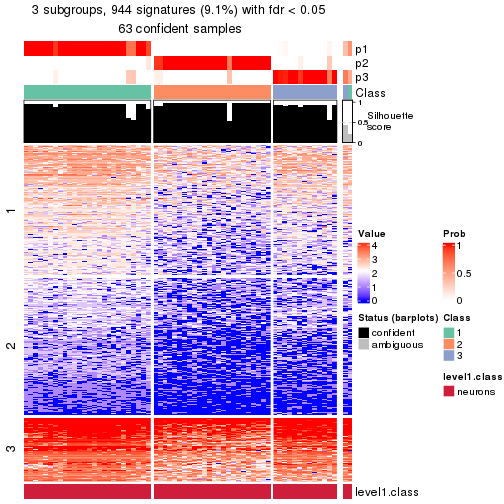 3 subgroups, 944 signatures (9.1%) with fdr < 0.05
63 confident samples
p1
p2
p3
Class
1
0.5
0
Silhouette
score
1
2
3
level1.class
Value
4
3
2
1
0
Prob
1
0.5
0
Status (barplots)
confident
ambiguous
Class
1
2
3
level1.class
neurons